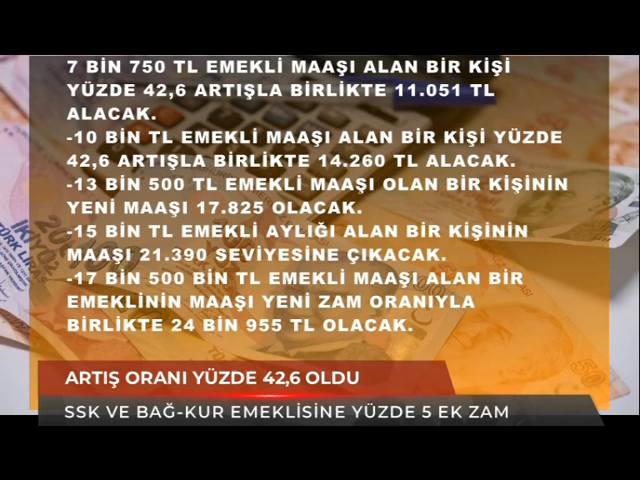 7 BİN 750 TL EMEKLİ MAAŞI ALAN BİR KİŞİ
YÜZDE 42,6 ARTIŞLA BİRLİKTE 11.051 TL
ALACAK.
-10 BİN TL EMEKLİ MAAŞI ALAN BİR KİŞİ YÜZDE
42,6 ARTIŞLA BİRLİKTE 14.260 TL ALACAK.
-13 BİN 500 TL EMEKLİ MAAŞI OLAN BİR KİŞİNİN
YENİ MAAŞI 17.825 OLACAK.
-15 BİN TL EMEKLİ AYLIĞI ALAN BİR KİŞİNİN
MAAŞI 21.390 SEVİYESİNE ÇIKACAK.
-17 BİN 500 BİN TL EMEKLİ MAAŞI ALAN BİR
EMEKLİNİN MAAŞI YENİ ZAM ORANIYLA
BİRLİKTE 24 BİN 955 TL OLACAK.
ARTIŞ ORANI YÜZDE 42,6 OLDU
SSK VE BAĞ-KUR EMEKLİSİNE YÜZDE 5 EK ZAM